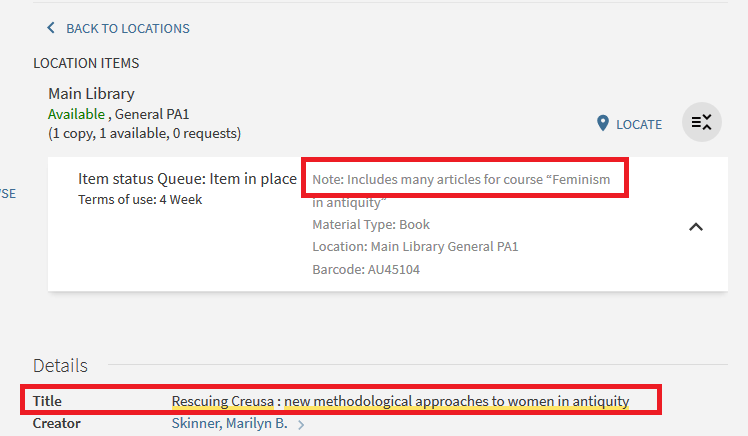 BACK TO LOCATIONS
LOCATION ITEMS
Main Library
Available , General PA1
(1 copy, 1 available, 0 requests)
LOCATE
Item status Queue: Item in place
Terms of use: 4 Week
Note: Includes many articles for course “Feminism
in antiquity”
Material Type: Book
Location: Main Library General PA1
Barcode: AU45104
Details
Title Rescuing Creusa : new methodological approaches to women in antiquity
Creator Skinner, Marilyn B.